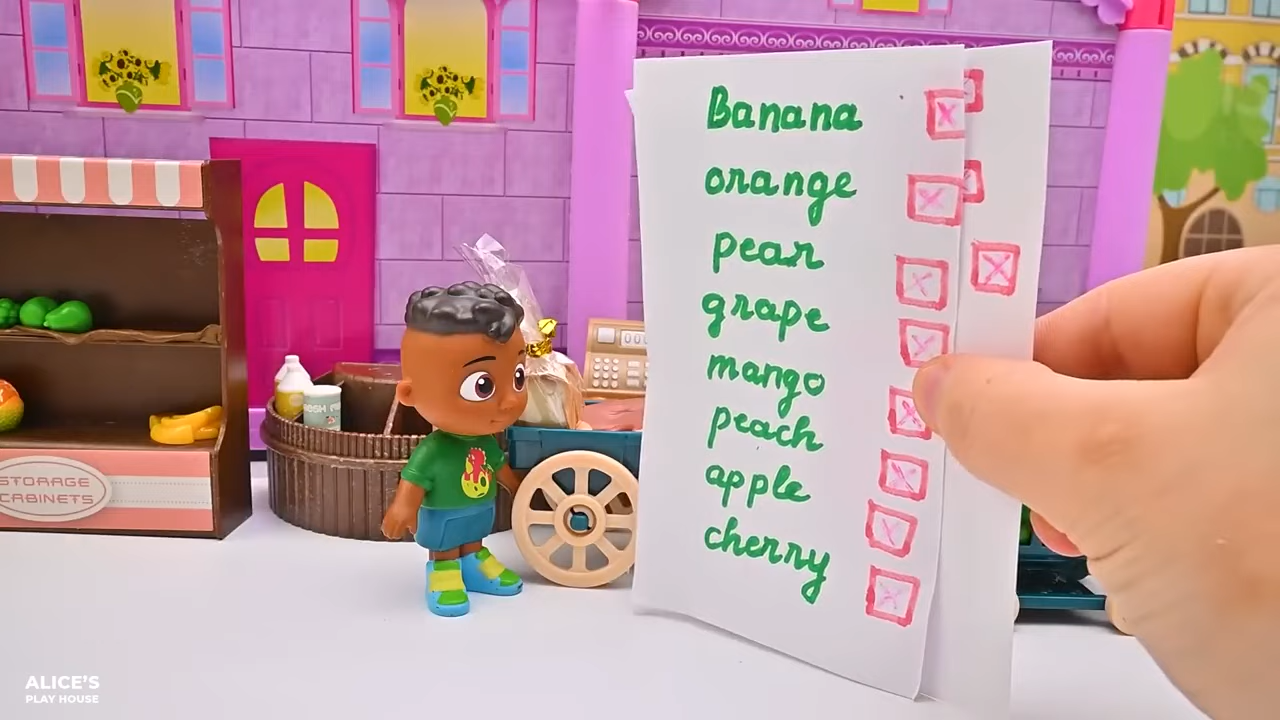 Banana
orange
pear
grape
mango
peach
apple
cherry
STORAGE
CABINETS
ALICE'S
PLAY HOUSE